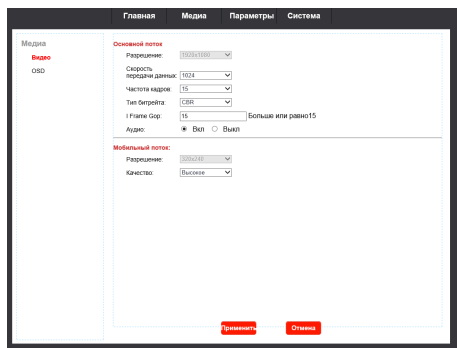 Главная Медиа Параметры Система
Медиа
Видео
OSD
Основной поток
Разрешение: 1920x1080
Скорость
передачи данных: 1024
Частота кадров: 15
Тип битрейта: CBR
I Frame Gop: 15 Больше или равно15
Аудио: Вкл Выкл
Мобильный поток:
Разрешение: 320x240
Качество: Высокое
Применить Отмена